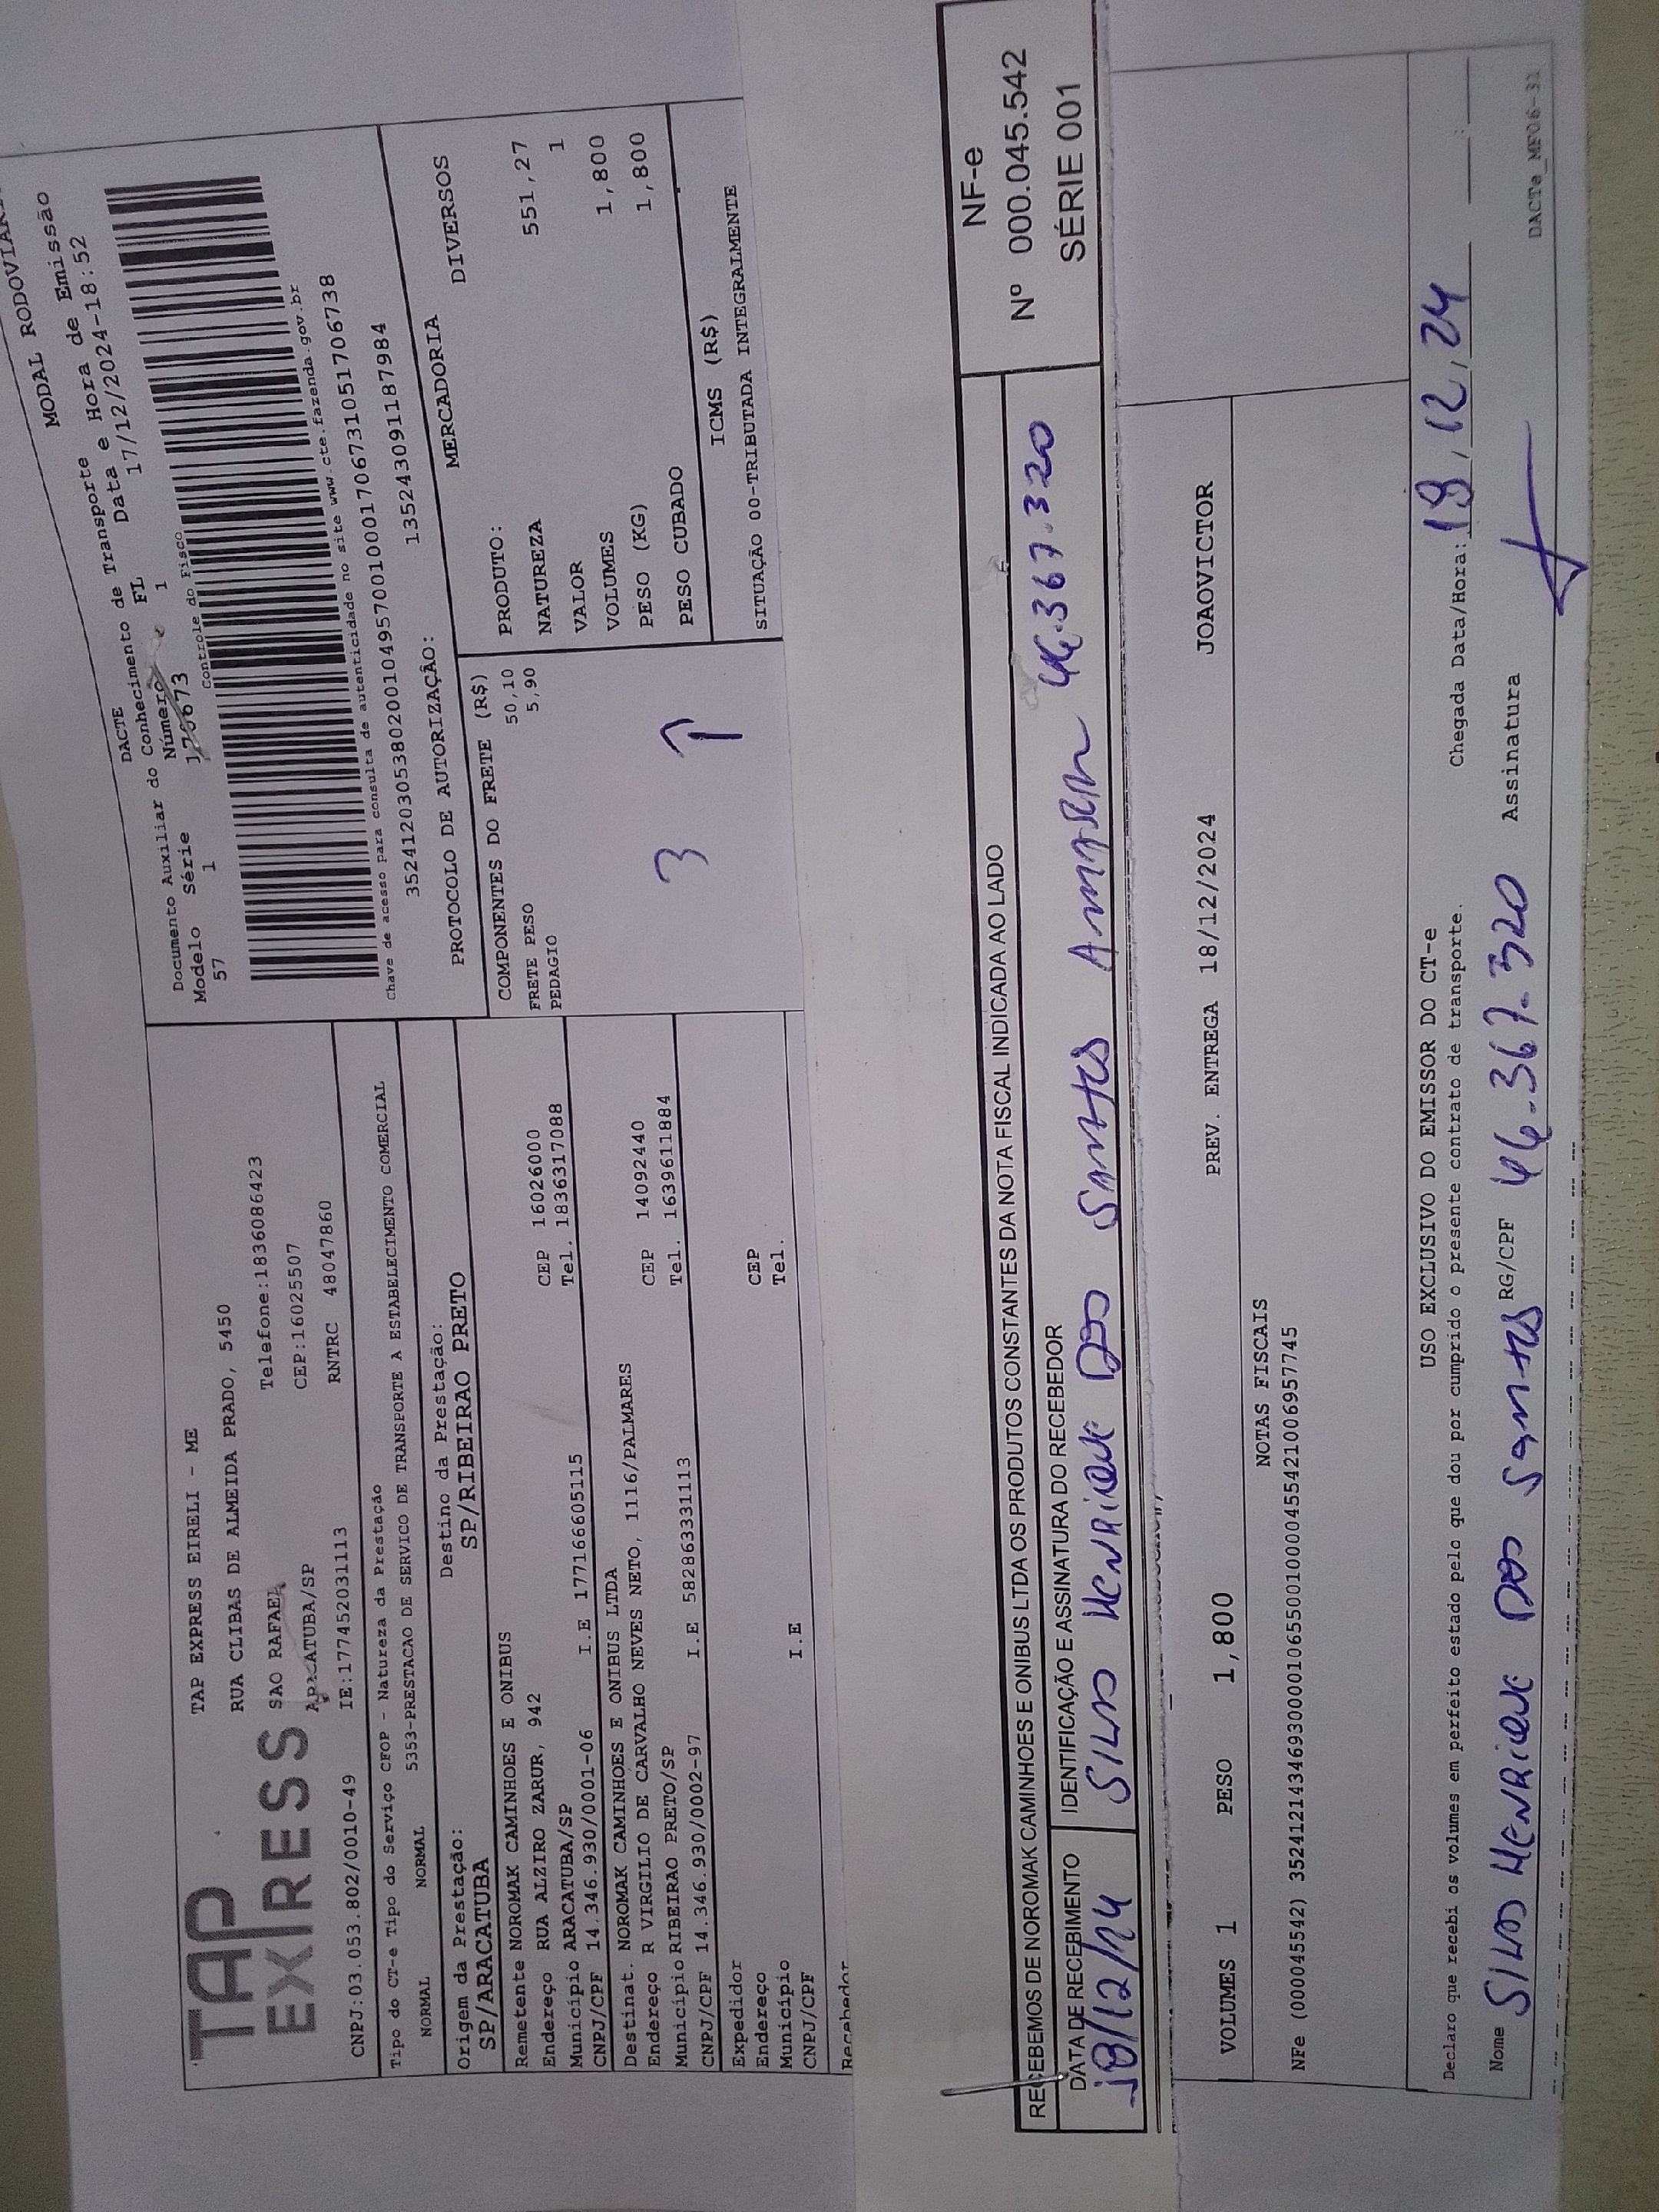 MODAL RODOVIARI
DACTE
Documento Auxiliar do Conhecimento de Transporte
Data e Hora de Emissão
Modelo Série Número FL 17/12/2024-18:52
57 1 170673 1
Controle do Fisco
Chave de acesso para consulta de autenticidade no site www.cte.fazenda.gov.br
35241203053802001049570010001706731051706738
PROTOCOLO DE AUTORIZAÇÃO: 135243091187984
TAP EXPRESS
TAP EXPRESS EIRELI - ME
RUA CLIBAS DE ALMEIDA PRADO, 5450
SAO RAFAEL Telefone:1836086423
ARACATUBA/SP CEP:16025507
CNPJ:03.053.802/0010-49 IE:177452031113 RNTRC 48047860
Tipo do CT-e Tipo do Serviço CFOP - Natureza da Prestação
NORMAL NORMAL 5353-PRESTACAO DE SERVICO DE TRANSPORTE A ESTABELECIMENTO COMERCIAL
Origem da Prestação: Destino da Prestação:
SP/ARACATUBA SP/RIBEIRAO PRETO
Remetente NOROMAK CAMINHOES E ONIBUS
Endereço RUA ALZIRO ZARUR, 942 CEP 16026000
Município ARACATUBA/SP Tel. 1836317088
CNPJ/CPF 14.346.930/0001-06 I.E 177166605115
Destinat. NOROMAK CAMINHOES E ONIBUS LTDA
Endereço R VIRGILIO DE CARVALHO NEVES NETO, 1116/PALMARES CEP 14092440
Município RIBEIRAO PRETO/SP Tel. 1639611884
CNPJ/CPF 14.346.930/0002-97 I.E 582863331113
Expedidor
Endereço CEP
Município Tel.
CNPJ/CPF I.E
Recebedor
COMPONENTES DO FRETE (R$)
FRETE PESO 50,10
PEDAGIO 5,90
3
MERCADORIA
PRODUTO: DIVERSOS
NATUREZA
VALOR 551,27
VOLUMES 1
PESO (KG) 1,800
PESO CUBADO 1,800
ICMS (R$)
SITUAÇÃO 00-TRIBUTADA INTEGRALMENTE
RECEBEMOS DE NOROMAK CAMINHOES E ONIBUS LTDA OS PRODUTOS CONSTANTES DA NOTA FISCAL INDICADA AO LADO
DATA DE RECEBIMENTO IDENTIFICAÇÃO E ASSINATURA DO RECEBEDOR
18/12/24 SILAS HENRIQUE DOS SANTOS 46.367.320
NF-e
Nº 000.045.542
SÉRIE 001
VOLUMES 1 PESO 1,800 PREV. ENTREGA 18/12/2024 JOAOVICTOR
NOTAS FISCAIS
NFe (000045542) 35241214346930000106550010000455421006957745
USO EXCLUSIVO DO EMISSOR DO CT-e
Declaro que recebi os volumes em perfeito estado pelo que dou por cumprido o presente contrato de transporte. Chegada Data/Hora: 18/12/24 :
Nome SILAS HENRIQUE DOS SANTOS RG/CPF 46.367.320 Assinatura
DACTe_MF06-31